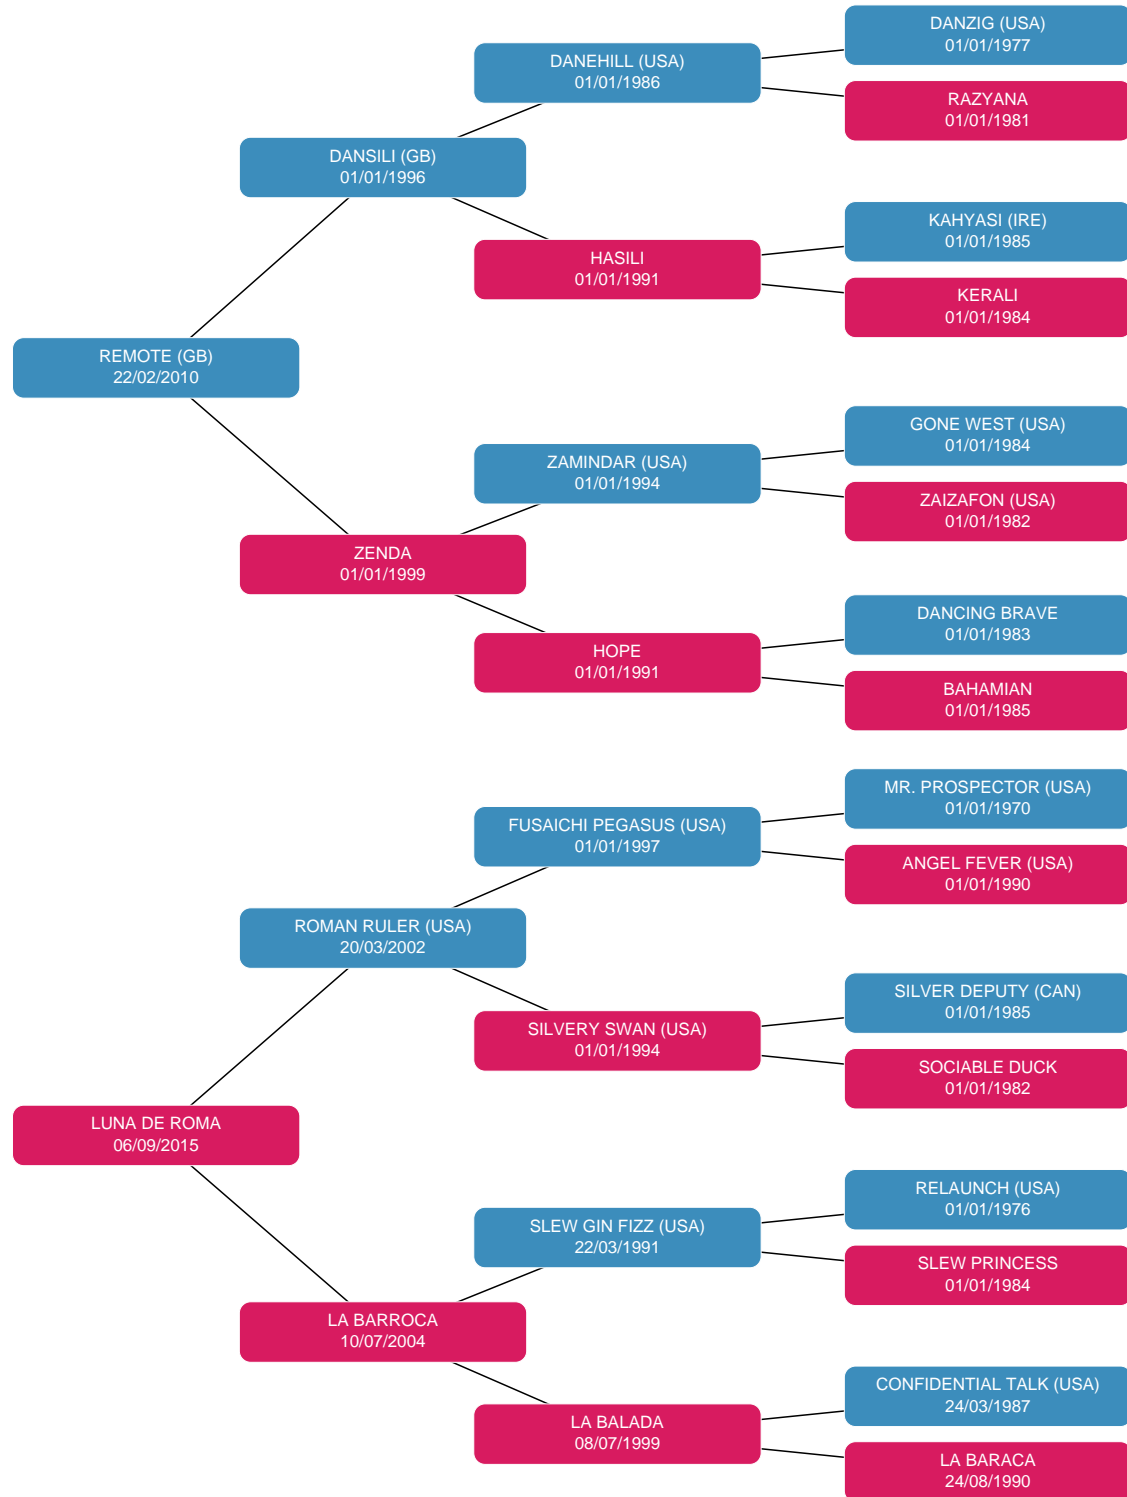 DANZIG (USA)
01/01/1977
DANEHILL (USA)
01/01/1986
RAZYANA
01/01/1981
DANSILI (GB)
01/01/1996
KAHYASI (IRE)
01/01/1985
HASILI
01/01/1991
KERALI
01/01/1984
REMOTE (GB)
22/02/2010
GONE WEST (USA)
01/01/1984
ZAMINDAR (USA)
01/01/1994
ZAIZAFON (USA)
01/01/1982
ZENDA
01/01/1999
DANCING BRAVE
01/01/1983
HOPE
01/01/1991
BAHAMIAN
01/01/1985
MR. PROSPECTOR (USA)
01/01/1970
FUSAICHI PEGASUS (USA)
01/01/1997
ANGEL FEVER (USA)
01/01/1990
ROMAN RULER (USA)
20/03/2002
SILVER DEPUTY (CAN)
01/01/1985
SILVERY SWAN (USA)
01/01/1994
SOCIABLE DUCK
01/01/1982
LUNA DE ROMA
06/09/2015
RELAUNCH (USA)
01/01/1976
SLEW GIN FIZZ (USA)
22/03/1991
SLEW PRINCESS
01/01/1984
LA BARROCA
10/07/2004
CONFIDENTIAL TALK (USA)
24/03/1987
LA BALADA
08/07/1999
LA BARACA
24/08/1990